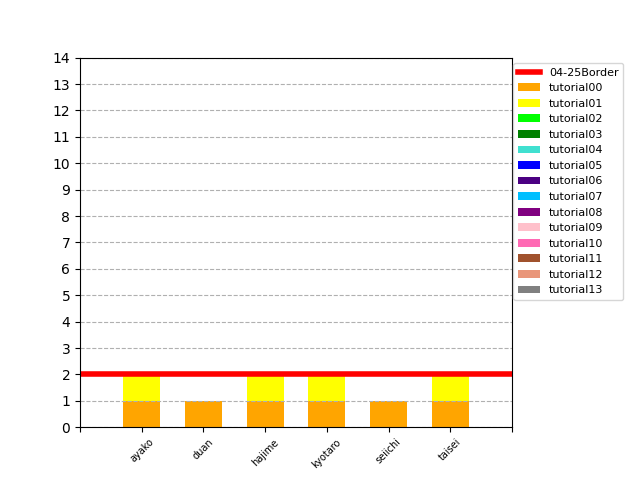 14
13
12
11
10
9
8
7
6
5
4
3
2
1
0
ayako
duan
hajime
kyotaro
seiichi
taisei
04-25Border
tutorial00
tutorial01
tutorial02
tutorial03
tutorial04
tutorial05
tutorial06
tutorial07
tutorial08
tutorial09
tutorial10
tutorial11
tutorial12
tutorial13